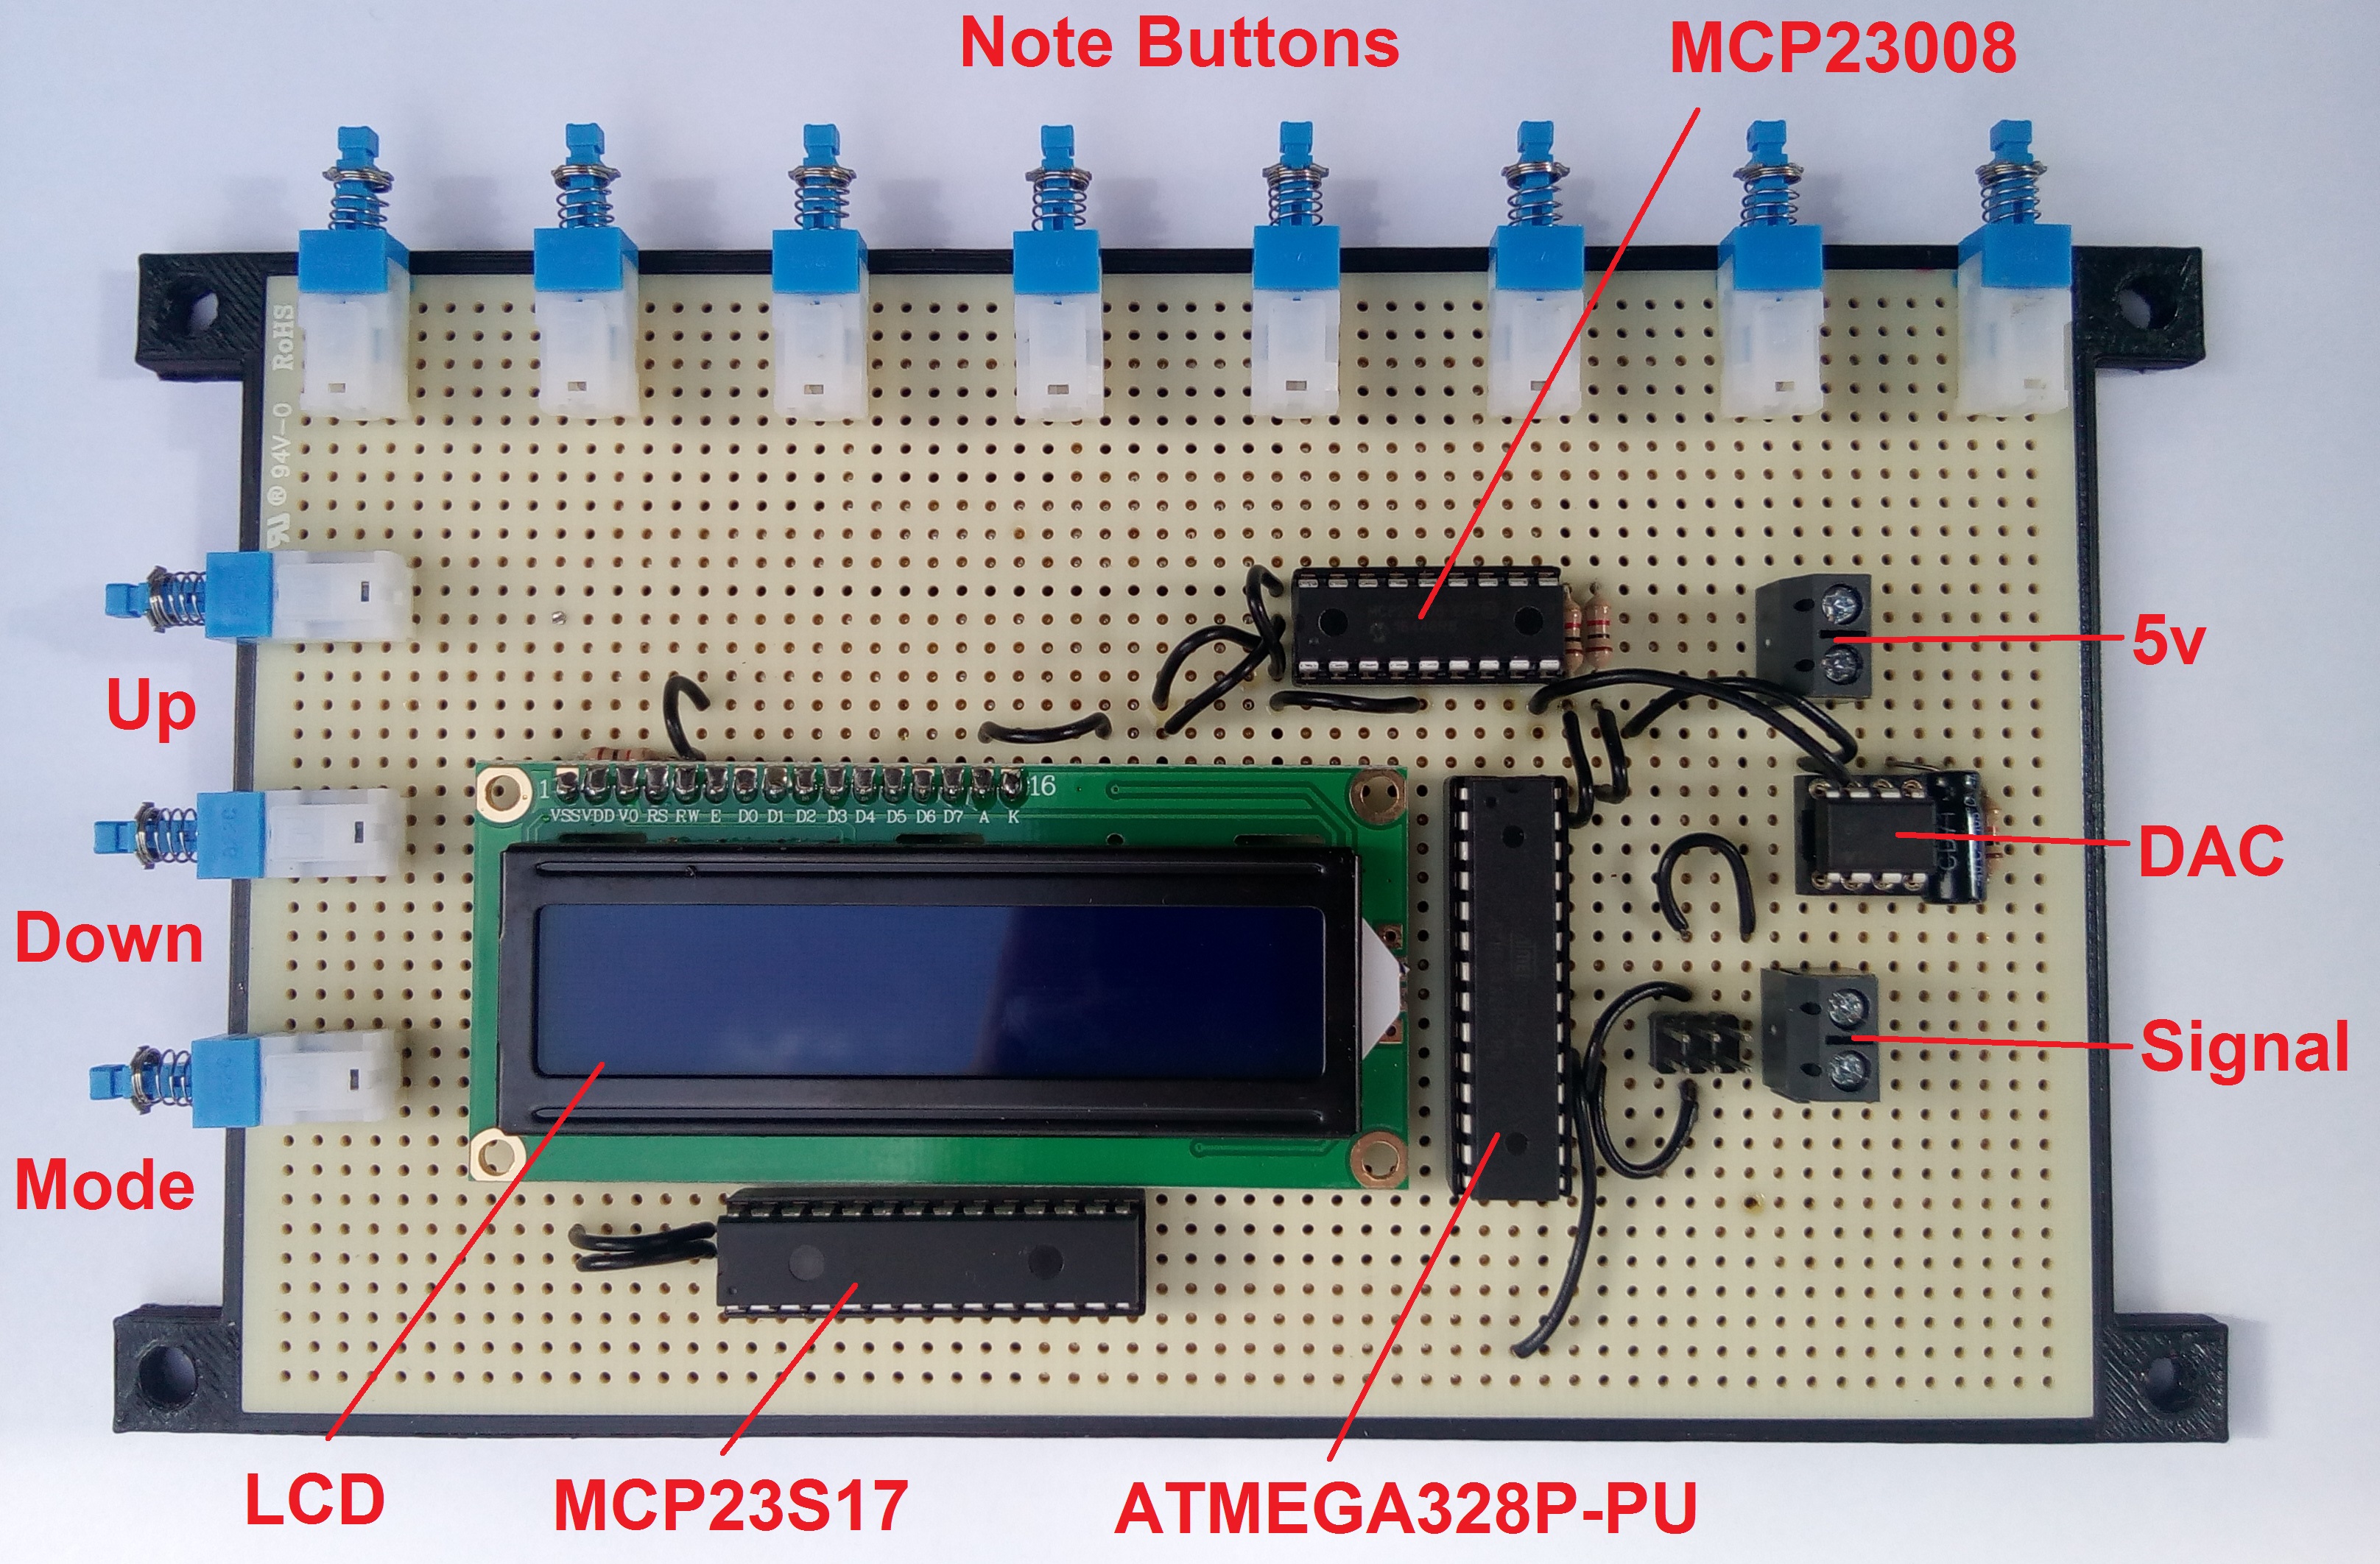 Note Buttons
MCP23008
RoHS
94V-0
Up
5v
1
16
VSS VDD V0 RS RW E D0 D1 D2 D3 D4 D5 D6 D7 A K
DAC
Down
Signal
Mode
LCD
MCP23S17
ATMEGA328P-PU